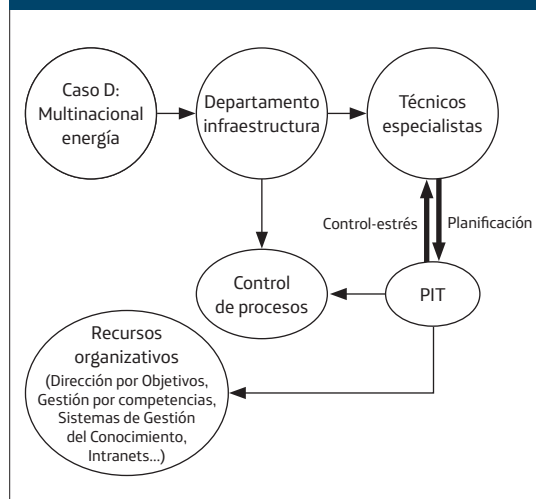 Caso D:
Multinacional
energía
Departamento
infraestructura
Técnicos
especialistas
Control-estrés
Planificación
Control
de procesos
PIT
Recursos
organizativos
(Dirección por Objetivos,
Gestión por competencias,
Sistemas de Gestión
del Conocimiento,
Intranets...)